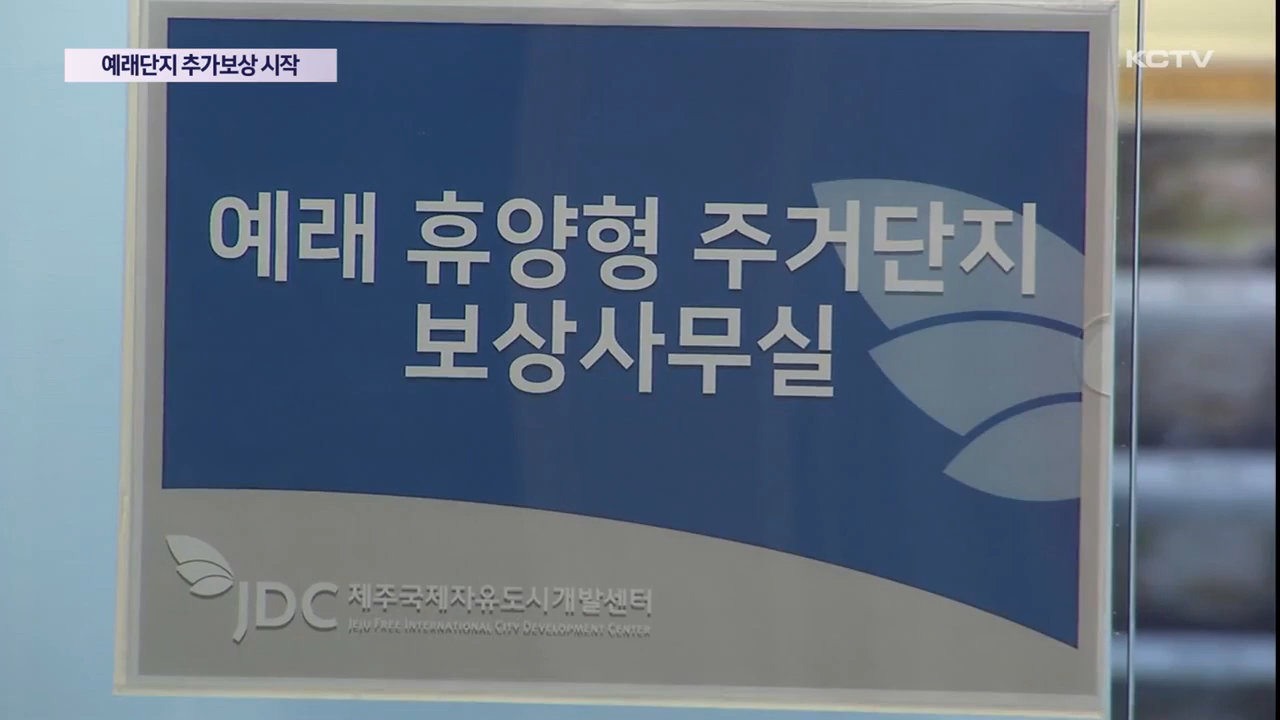 예래단지 추가보상 시작
KCTV
예래 휴양형 주거단지
보상사무실
JDC 제주국제자유도시개발센터
JEJU FREE INTERNATIONAL CITY DEVELOPMENT CENTER